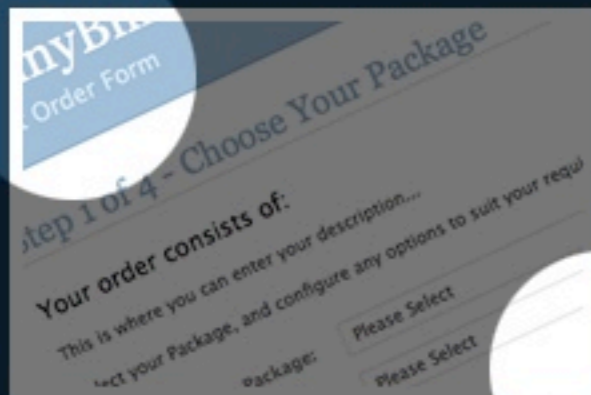 Order Form
Step 1 of 4 - Choose Your Package
Your order consists of:
This is where you can enter your description...
your Package, and configure any options to suit your
Package:
Please Select
Please Select